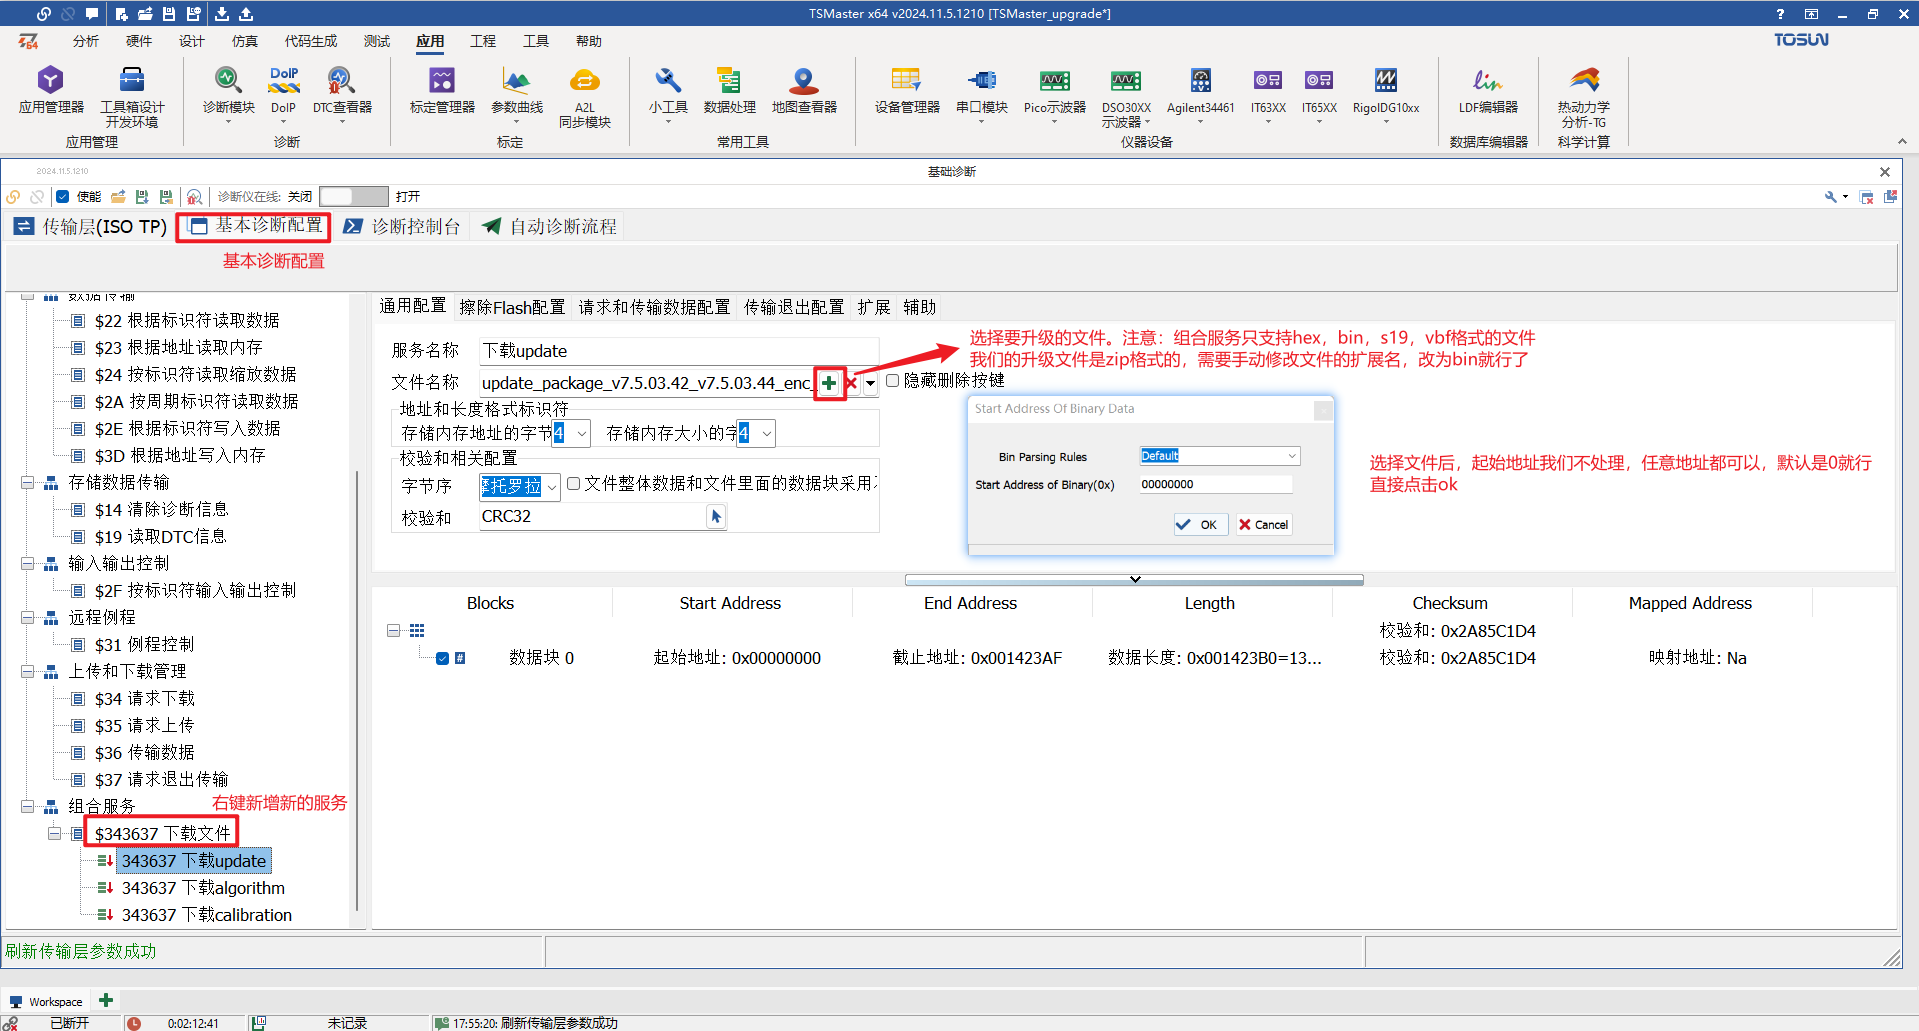 TSMaster x64 v2024.11.5.1210 [TSMaster_upgrade*]
分析 硬件 设计 仿真 代码生成 测试 应用 工程 工具 帮助
TOSUN
应用管理器
工具箱设计
开发环境
应用管理
诊断模块
DoIP
DoIP
DTC查看器
诊断
标定管理器
参数曲线
A2L
同步模块
标定
小工具
数据处理
地图查看器
常用工具
设备管理器
串口模块
Pico示波器
DSO30XX
示波器
Agilent34461
IT63XX
IT65XX
RigolDG10xx
仪器设备
lin
LDF编辑器
数据库编辑器
热动力学
分析-TG
科学计算
2024.11.5.1210
基础诊断
使能
诊断仪在线: 关闭
打开
传输层(ISO TP)
基本诊断配置
诊断控制台
自动诊断流程
基本诊断配置
数据传输
$22 根据标识符读取数据
$23 根据地址读取内存
$24 按标识符读取缩放数据
$2A 按周期标识符读取数据
$2E 根据标识符写入数据
$3D 根据地址写入内存
存储数据传输
$14 清除诊断信息
$19 读取DTC信息
输入输出控制
$2F 按标识符输入输出控制
远程例程
$31 例程控制
上传和下载管理
$34 请求下载
$35 请求上传
$36 传输数据
$37 请求退出传输
组合服务
右键新增新的服务
$343637 下载文件
343637 下载update
343637 下载algorithm
343637 下载calibration
通用配置 擦除Flash配置 请求和传输数据配置 传输退出配置 扩展 辅助
服务名称 下载update
文件名称 update_package_v7.5.03.42_v7.5.03.44_enc_
隐藏删除按键
地址和长度格式标识符
存储内存地址的字节 4 存储内存大小的字 4
校验和相关配置
字节序 摩托罗拉 文件整体数据和文件里面的数据块采用
校验和 CRC32
选择要升级的文件。注意：组合服务只支持hex，bin，s19，vbf格式的文件
我们的升级文件是zip格式的，需要手动修改文件的扩展名，改为bin就行了
Start Address Of Binary Data
Bin Parsing Rules Default
Start Address of Binary(0x) 00000000
OK Cancel
选择文件后，起始地址我们不处理，任意地址都可以，默认是0就行
直接点击ok
Blocks Start Address End Address Length Checksum Mapped Address
校验和: 0x2A85C1D4
数据块 0 起始地址: 0x00000000 截止地址: 0x001423AF 数据长度: 0x001423B0=13... 校验和: 0x2A85C1D4 映射地址: Na
刷新传输层参数成功
Workspace
已断开 0:02:12:41 未记录 17:55:20: 刷新传输层参数成功